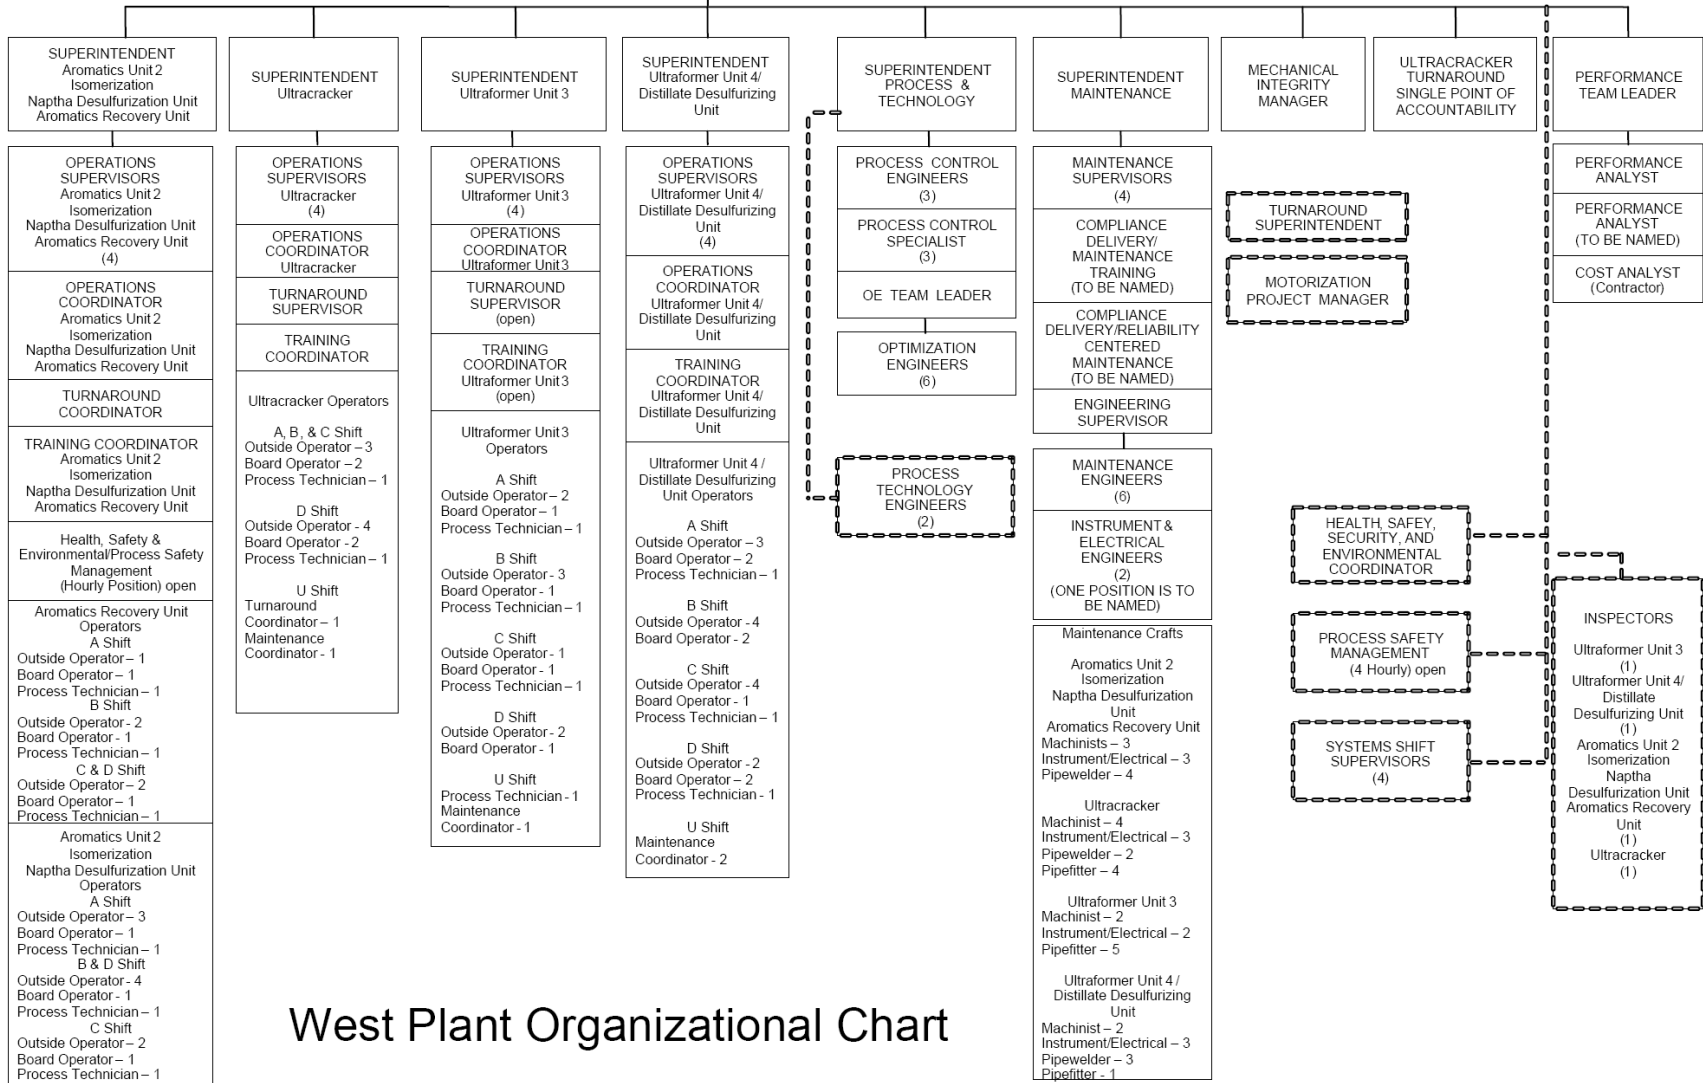 SUPERINTENDENT
Aromatics Unit 2
Isomerization
Naptha Desulfurization Unit
Aromatics Recovery Unit
SUPERINTENDENT
Ultracracker
SUPERINTENDENT
Ultraformer Unit 3
SUPERINTENDENT
Ultraformer Unit 4/
Distillate Desulfurizing
Unit
SUPERINTENDENT
PROCESS &
TECHNOLOGY
SUPERINTENDENT
MAINTENANCE
MECHANICAL
INTEGRITY
MANAGER
ULTRACRACKER
TURNAROUND
SINGLE POINT OF
ACCOUNTABILITY
PERFORMANCE
TEAM LEADER
OPERATIONS
SUPERVISORS
Aromatics Unit 2
Isomerization
Naptha Desulfurization Unit
Aromatics Recovery Unit
(4)
OPERATIONS
COORDINATOR
Aromatics Unit 2
Isomerization
Naptha Desulfurization Unit
Aromatics Recovery Unit
TURNAROUND
COORDINATOR
TRAINING COORDINATOR
Aromatics Unit 2
Isomerization
Naptha Desulfurization Unit
Aromatics Recovery Unit
Health, Safety &
Environmental/Process Safety
Management
(Hourly Position) open
Aromatics Recovery Unit
Operators
A Shift
Outside Operator – 1
Board Operator – 1
Process Technician – 1
B Shift
Outside Operator - 2
Board Operator - 1
Process Technician – 1
C & D Shift
Outside Operator – 2
Board Operator – 1
Process Technician – 1
Aromatics Unit 2
Isomerization
Naptha Desulfurization Unit
Operators
A Shift
Outside Operator – 3
Board Operator – 1
Process Technician – 1
B & D Shift
Outside Operator - 4
Board Operator - 1
Process Technician – 1
C Shift
Outside Operator – 2
Board Operator – 1
Process Technician – 1
OPERATIONS
SUPERVISORS
Ultracracker
(4)
OPERATIONS
COORDINATOR
Ultracracker
TURNAROUND
SUPERVISOR
TRAINING
COORDINATOR
Ultracracker Operators
A, B, & C Shift
Outside Operator – 3
Board Operator – 2
Process Technician – 1
D Shift
Outside Operator - 4
Board Operator - 2
Process Technician – 1
U Shift
Turnaround
Coordinator – 1
Maintenance
Coordinator - 1
OPERATIONS
SUPERVISORS
Ultraformer Unit 3
(4)
OPERATIONS
COORDINATOR
Ultraformer Unit 3
TURNAROUND
SUPERVISOR
(open)
TRAINING
COORDINATOR
Ultraformer Unit 3
(open)
Ultraformer Unit 3
Operators
A Shift
Outside Operator – 2
Board Operator – 1
Process Technician – 1
B Shift
Outside Operator - 3
Board Operator - 1
Process Technician – 1
C Shift
Outside Operator - 1
Board Operator – 1
Process Technician – 1
D Shift
Outside Operator – 2
Board Operator - 1
U Shift
Process Technician - 1
Maintenance
Coordinator - 1
OPERATIONS
SUPERVISORS
Ultraformer Unit 4/
Distillate Desulfurizing
Unit
(4)
OPERATIONS
COORDINATOR
Ultraformer Unit 4/
Distillate Desulfurizing
Unit
TRAINING
COORDINATOR
Ultraformer Unit 4/
Distillate Desulfurizing
Unit
Ultraformer Unit 4 /
Distillate Desulfurizing
Unit Operators
A Shift
Outside Operator – 3
Board Operator – 2
Process Technician – 1
B Shift
Outside Operator - 4
Board Operator - 2
C Shift
Outside Operator - 4
Board Operator - 1
Process Technician – 1
D Shift
Outside Operator - 2
Board Operator – 2
Process Technician - 1
U Shift
Maintenance
Coordinator - 2
PROCESS CONTROL
ENGINEERS
(3)
PROCESS CONTROL
SPECIALIST
(3)
OE TEAM LEADER
OPTIMIZATION
ENGINEERS
(6)
PROCESS
TECHNOLOGY
ENGINEERS
(2)
MAINTENANCE
SUPERVISORS
(4)
COMPLIANCE
DELIVERY/
MAINTENANCE
TRAINING
(TO BE NAMED)
COMPLIANCE
DELIVERY/RELIABILITY
CENTERED
MAINTENANCE
(TO BE NAMED)
ENGINEERING
SUPERVISOR
MAINTENANCE
ENGINEERS
(6)
INSTRUMENT &
ELECTRICAL
ENGINEERS
(2)
(ONE POSITION IS TO
BE NAMED)
Maintenance Crafts
Aromatics Unit 2
Isomerization
Naptha Desulfurization
Unit
Aromatics Recovery Unit
Machinists – 3
Instrument/Electrical – 3
Pipewelder – 4
Ultracracker
Machinist – 4
Instrument/Electrical – 3
Pipewelder – 2
Pipefitter – 4
Ultraformer Unit 3
Machinist – 2
Instrument/Electrical – 2
Pipefitter – 5
Ultraformer Unit 4 /
Distillate Desulfurizing
Unit
Machinist – 2
Instrument/Electrical – 3
Pipewelder – 3
Pipefitter - 1
TURNAROUND
SUPERINTENDENT
MOTORIZATION
PROJECT MANAGER
HEALTH, SAFEY,
SECURITY, AND
ENVIRONMENTAL
COORDINATOR
PROCESS SAFETY
MANAGEMENT
(4 Hourly) open
SYSTEMS SHIFT
SUPERVISORS
(4)
PERFORMANCE
ANALYST
PERFORMANCE
ANALYST
(TO BE NAMED)
COST ANALYST
(Contractor)
INSPECTORS
Ultraformer Unit 3
(1)
Ultraformer Unit 4/
Distillate
Desulfurizing Unit
(1)
Aromatics Unit 2
Isomerization
Naptha
Desulfurization Unit
Aromatics Recovery
Unit
(1)
Ultracracker
(1)
West Plant Organizational Chart